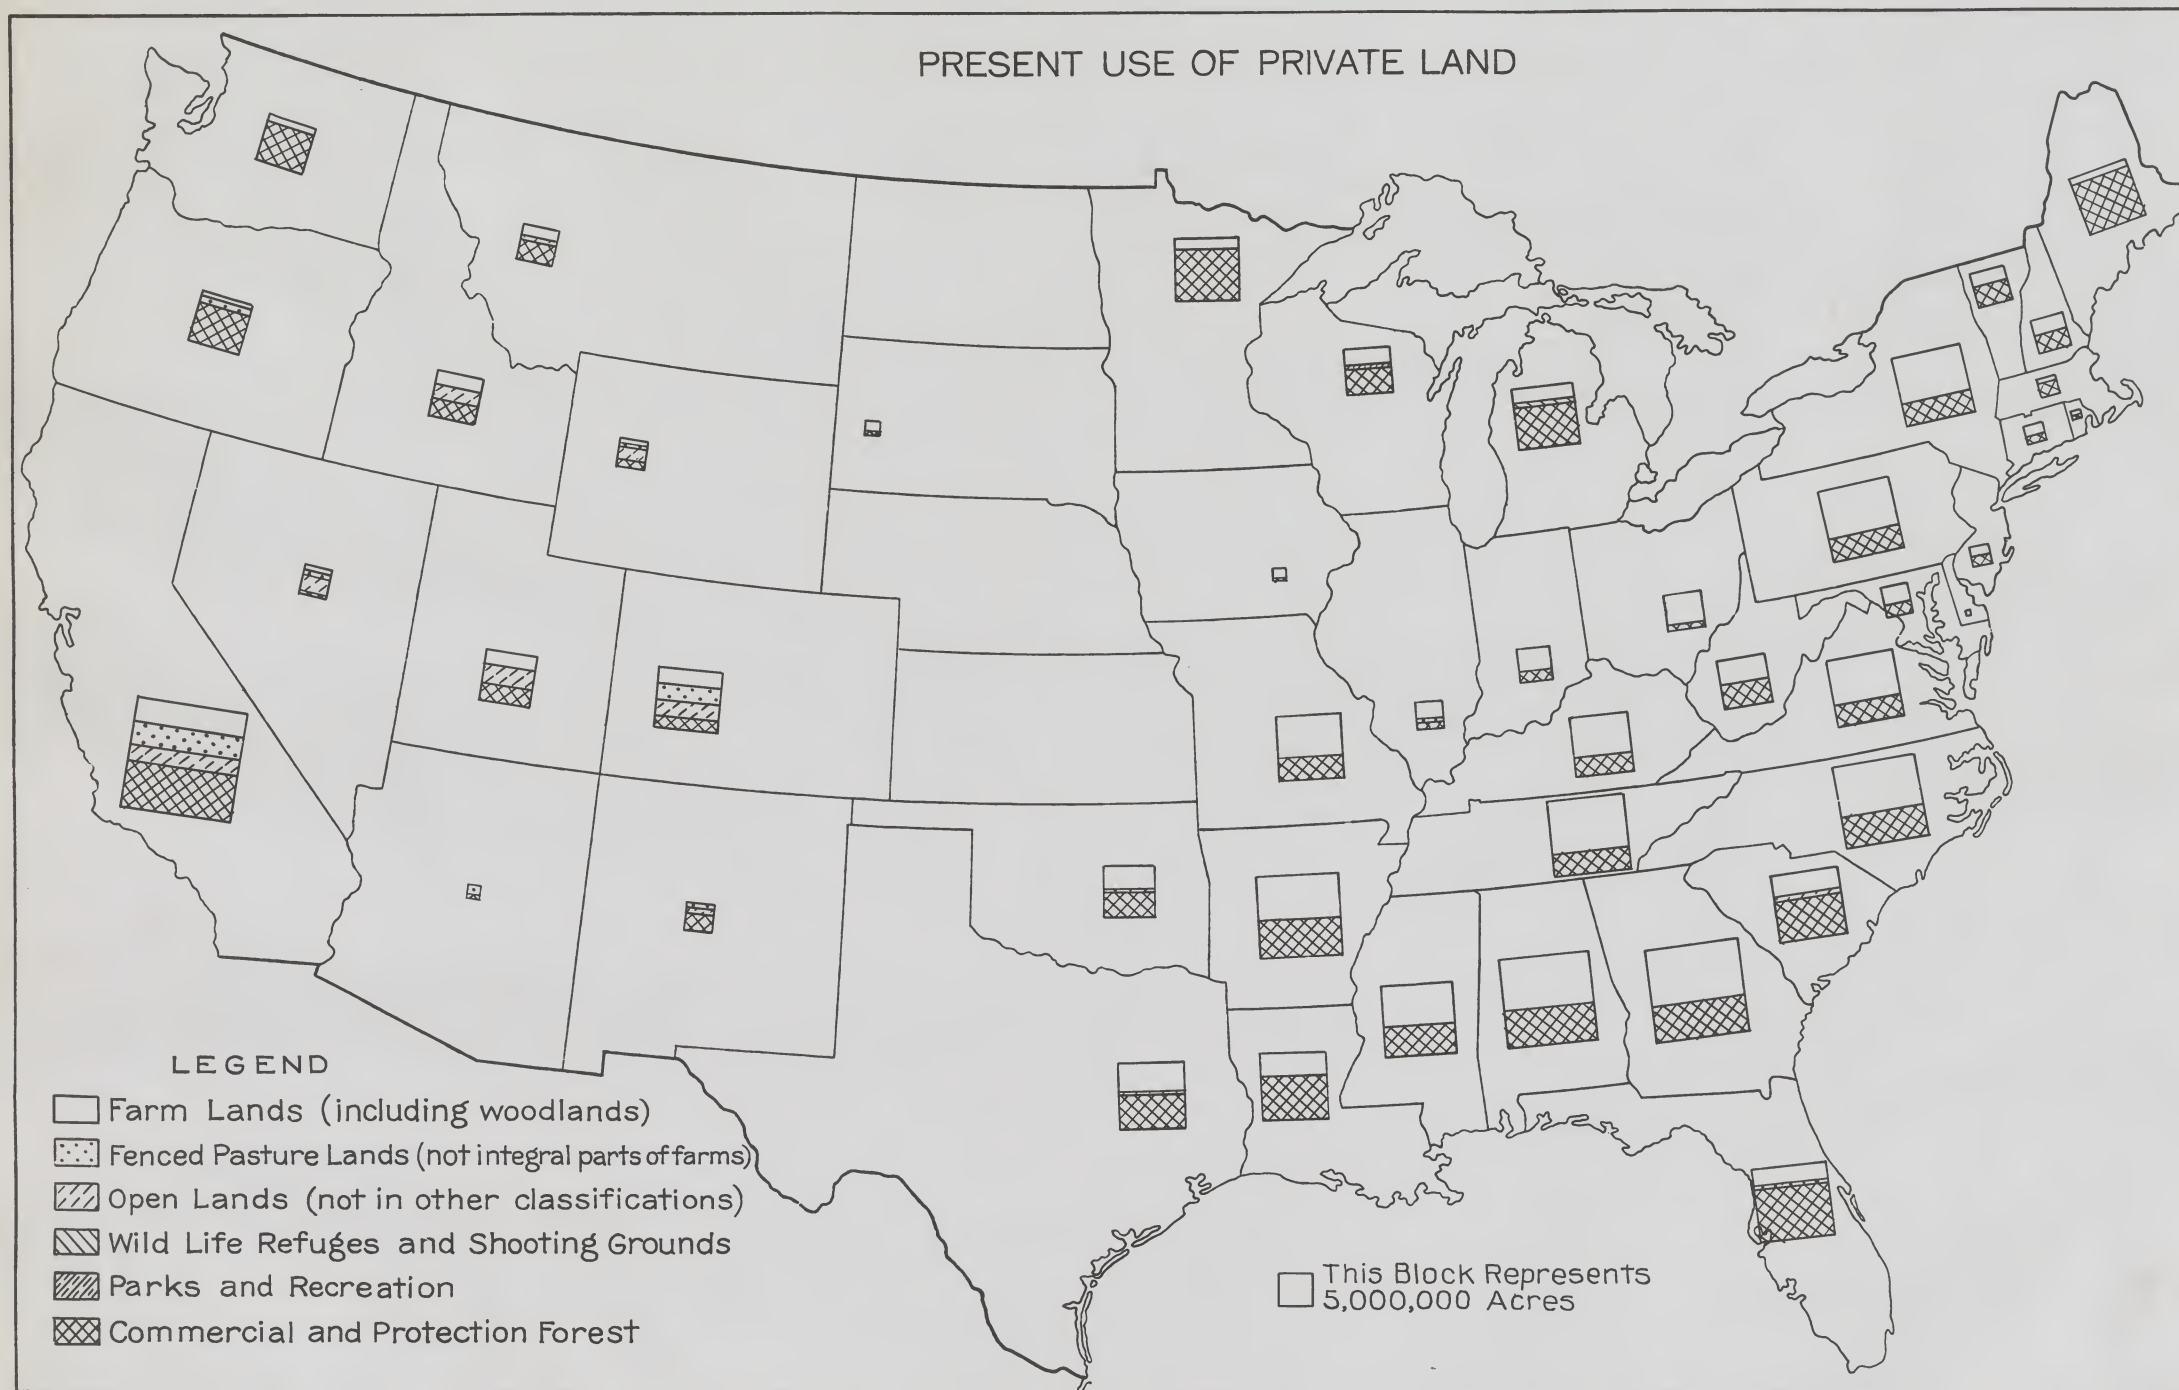 PRESENT USE OF PRIVATE LAND
LEGEND
Farm Lands (including woodlands)
Fenced Pasture Lands (not integral parts of farms)
Open Lands (not in other classifications)
Wild Life Refuges and Shooting Grounds
Parks and Recreation
Commercial and Protection Forest
This Block Represents
5,000,000 Acres